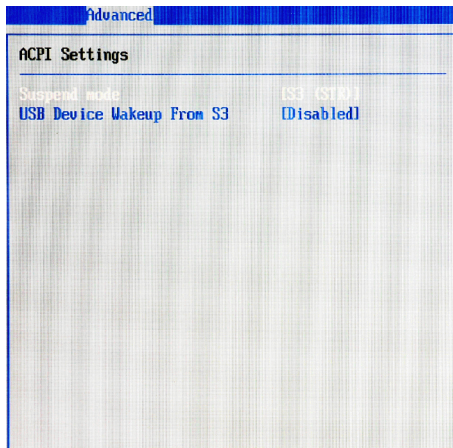 Advanced
ACPI Settings
Suspend mode [S3 (STR)]
USB Device Wakeup From S3 [Disabled]